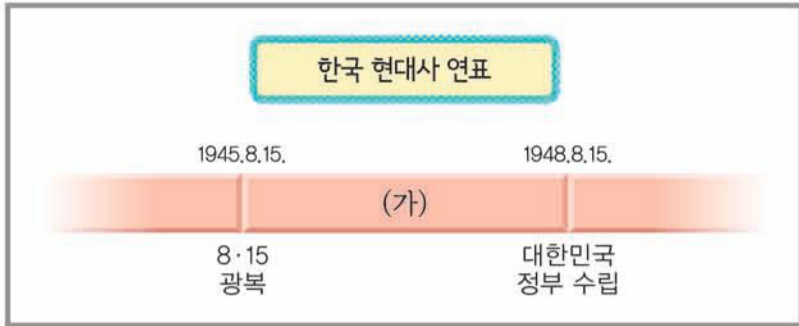 한국 현대사 연표
1945.8.15. 1948.8.15.
(가)
8·15 대한민국
광복 정부 수립